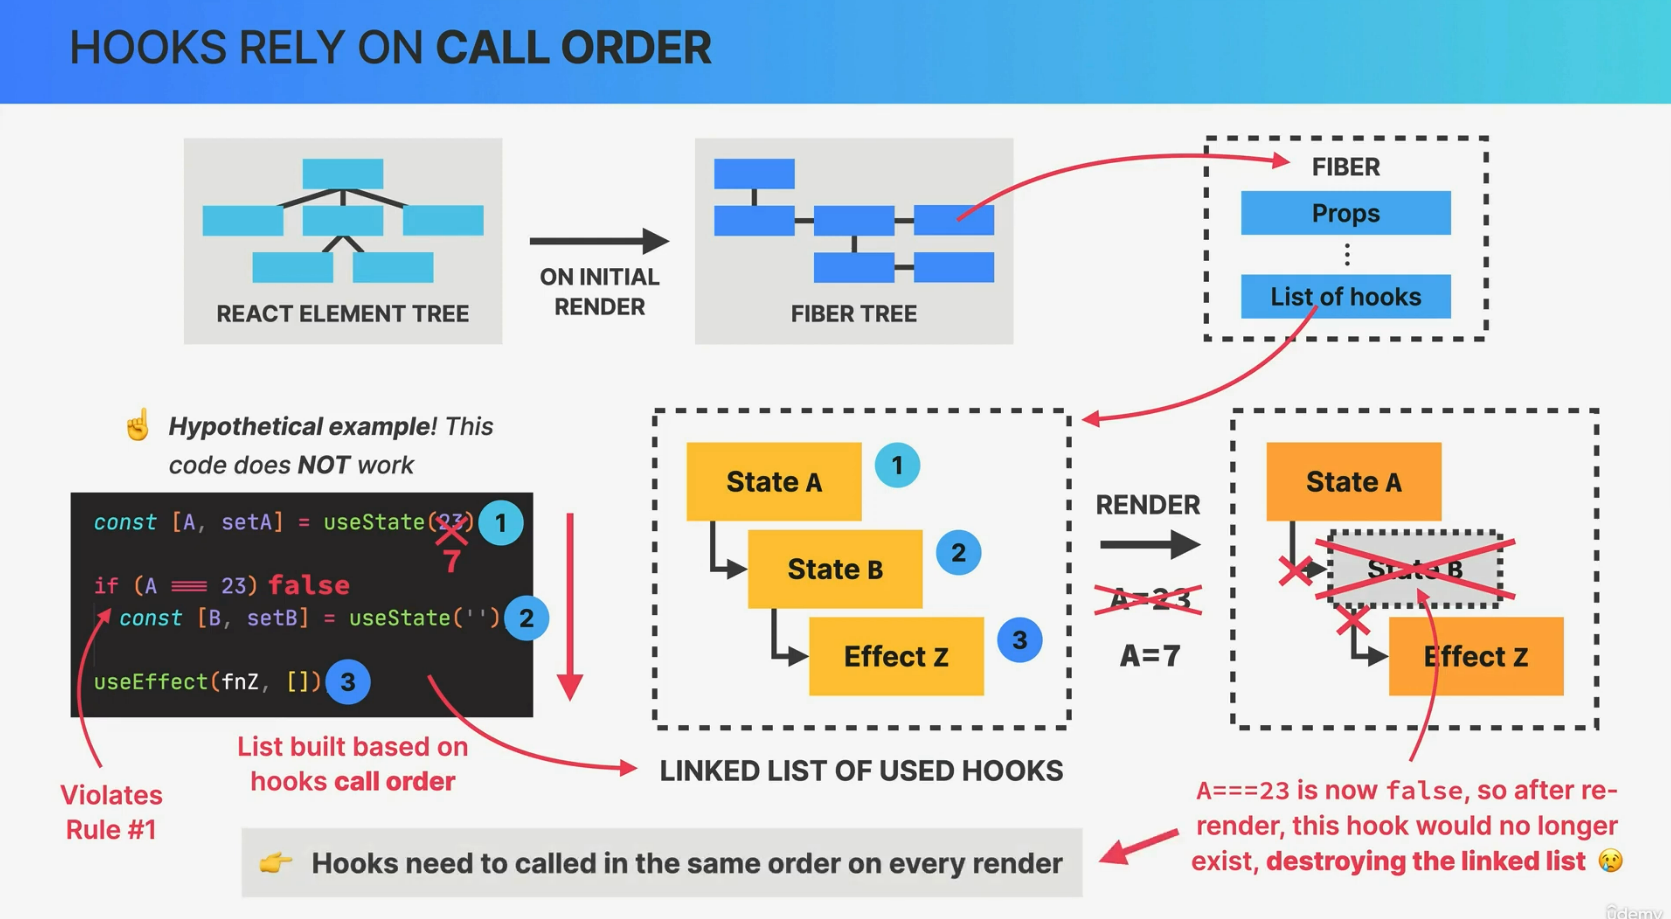 HOOKS RELY ON CALL ORDER
REACT ELEMENT TREE
ON INITIAL
RENDER
FIBER TREE
FIBER
Props
List of hooks
☝️ Hypothetical example! This
code does NOT work
const [A, setA] = useState(23) 1
7
if (A === 23) false
const [B, setB] = useState('') 2
useEffect(fnZ, []) 3
Violates
Rule #1
List built based on
hooks call order
State A 1
State B 2
Effect Z 3
LINKED LIST OF USED HOOKS
RENDER
A=23
A=7
State A
State B
Effect Z
A===23 is now false, so after re-
render, this hook would no longer
exist, destroying the linked list 😢
👉 Hooks need to called in the same order on every render
ûdemy